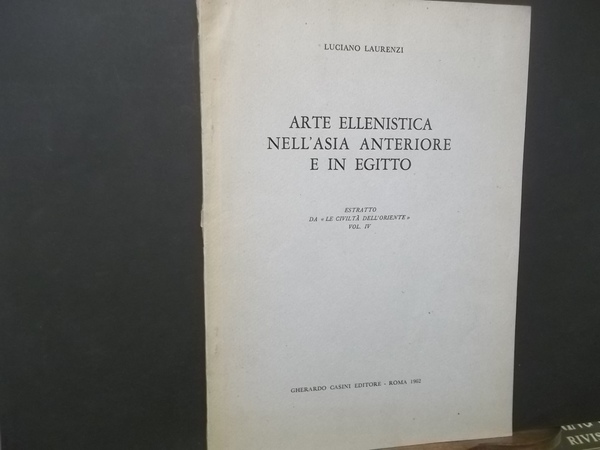 LUCIANO LAURENZI
ARTE ELLENISTICA
NELL'ASIA ANTERIORE
E IN EGITTO
ESTRATTO
DA « LE CIVILTÀ DELL'ORIENTE »
VOL. IV
GHERARDO CASINI EDITORE - ROMA 1962
RIVIS